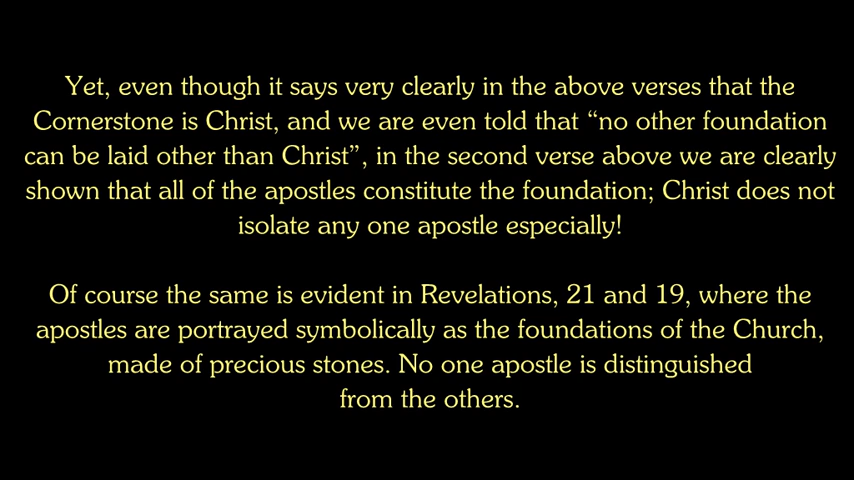 Yet, even though it says very clearly in the above verses that the
Cornerstone is Christ, and we are even told that “no other foundation
can be laid other than Christ”, in the second verse above we are clearly
shown that all of the apostles constitute the foundation; Christ does not
isolate any one apostle especially!
Of course the same is evident in Revelations, 21 and 19, where the
apostles are portrayed symbolically as the foundations of the Church,
made of precious stones. No one apostle is distinguished
from the others.